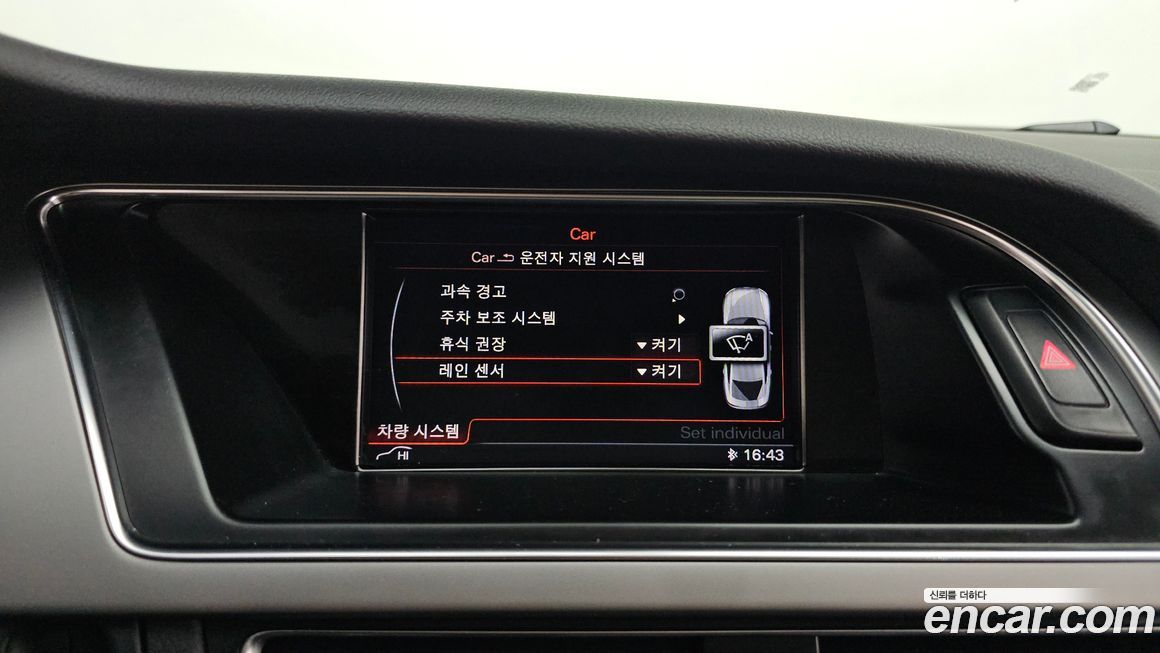 Car
Car 운전자 지원 시스템
과속 경고
주차 보조 시스템
휴식 권장 켜기
레인 센서 켜기
A
차량 시스템
Set individual
HI
16:43
신뢰를 더하다
encar.com